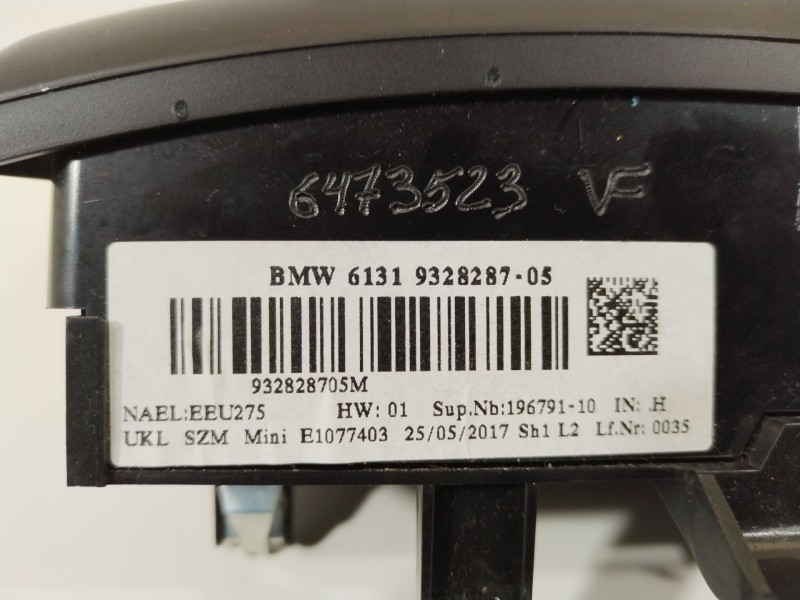 6473523 VF
BMW 6131 9328287-05
932828705M
NAEL:EEU275 HW: 01 Sup.Nb:196791-10 IN: .H
UKL SZM Mini E1077403 25/05/2017 Sh1 L2 Lf.Nr: 0035